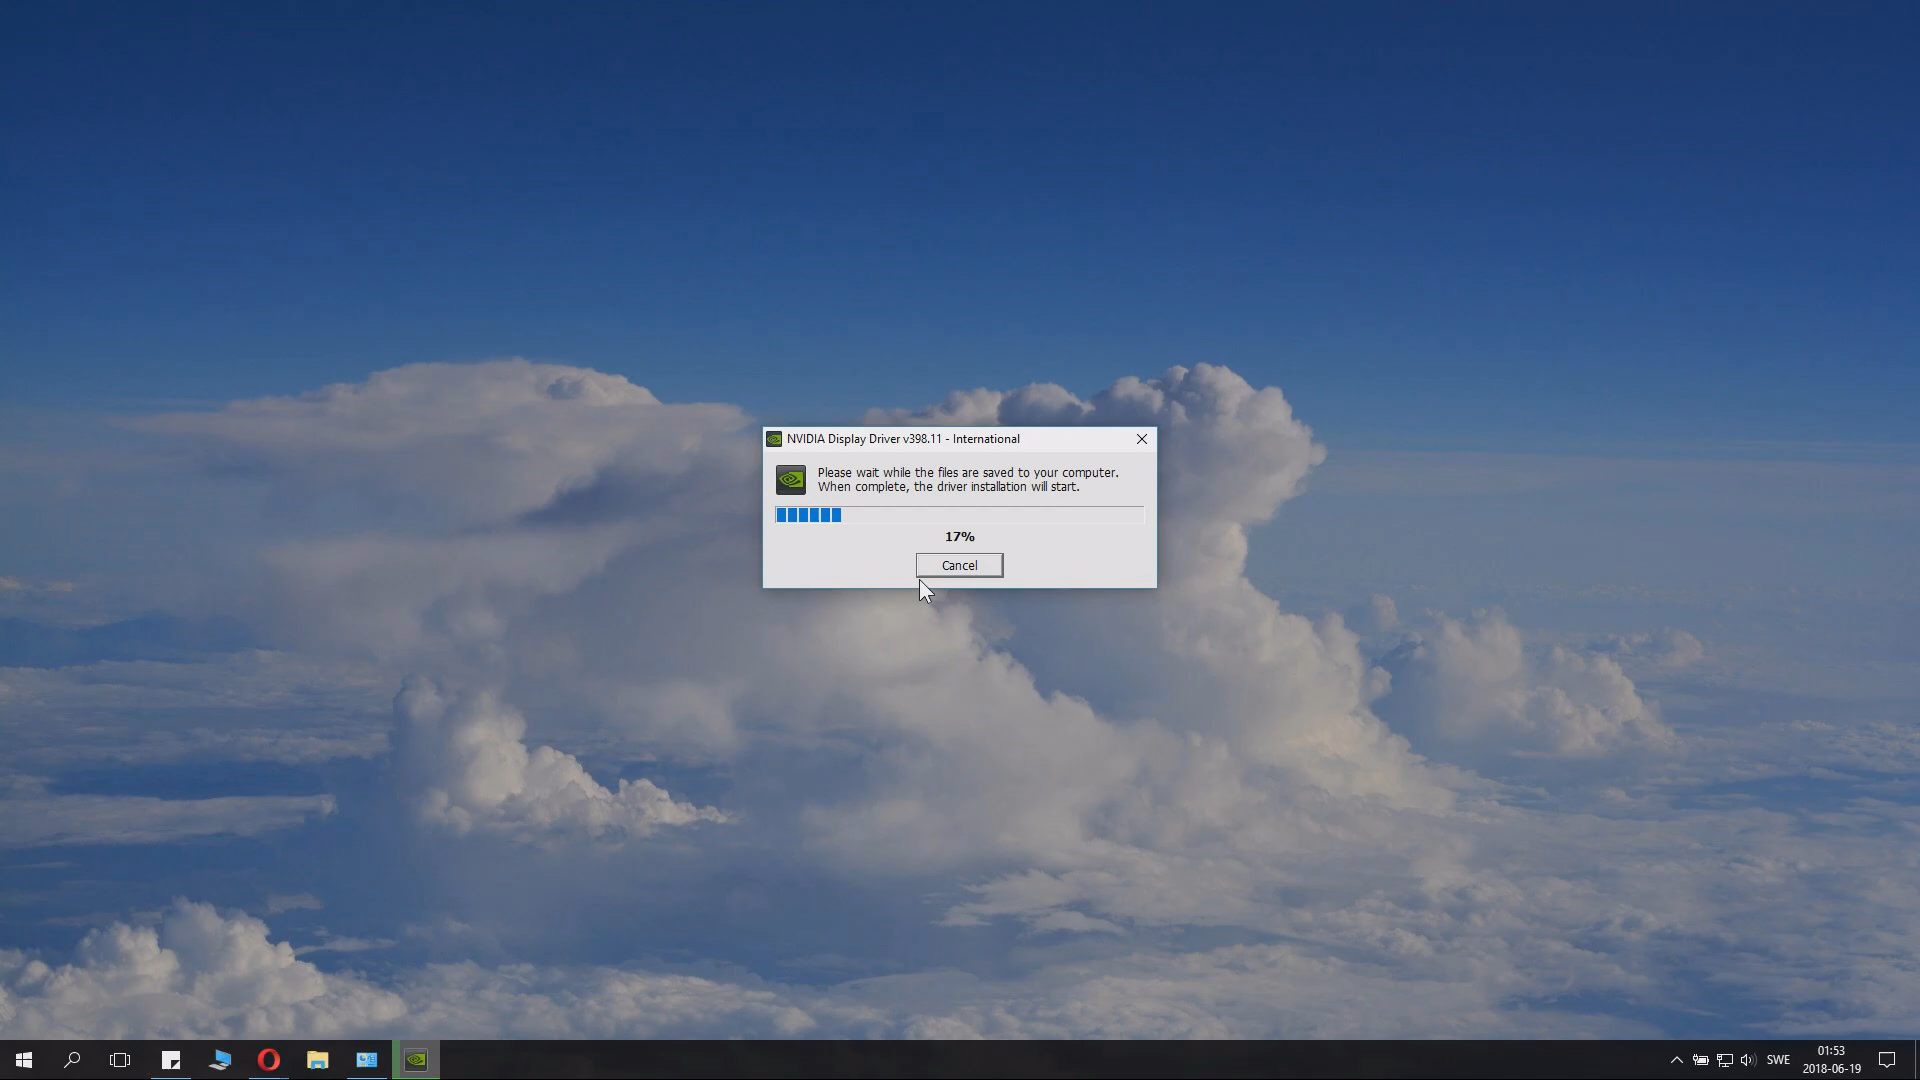 NVIDIA Display Driver v398.11 - International
Please wait while the files are saved to your computer.
When complete, the driver installation will start.
17%
Cancel
SWE
01:53
2018-06-19